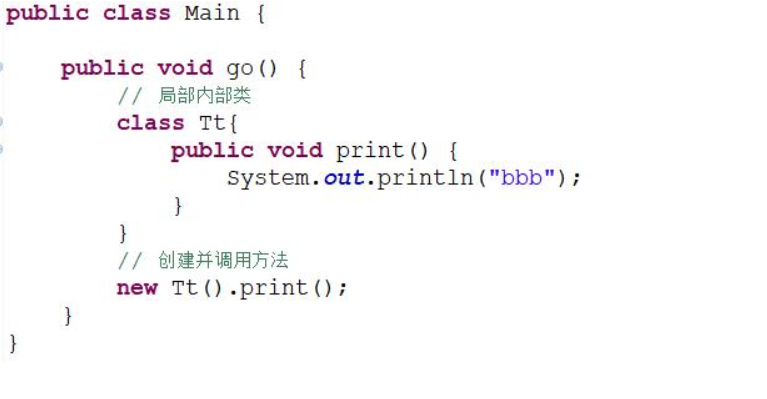 public class Main {
public void go() {
// 局部内部类
class Tt{
public void print() {
System.out.println("bbb");
}
}
// 创建并调用方法
new Tt().print();
}
}